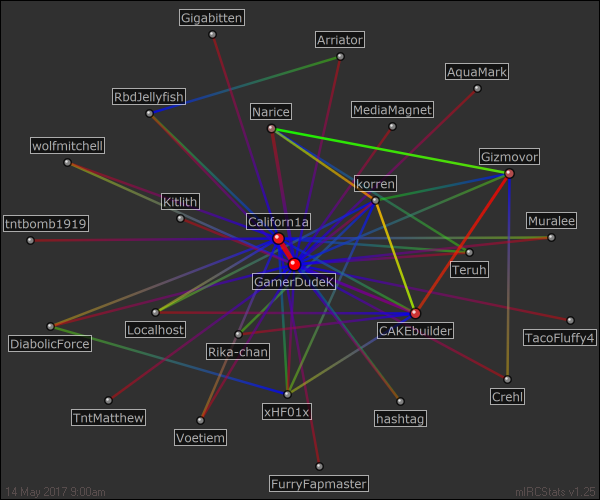 Gigabitten
Arriator
AquaMark
RbdJellyfish
Narice
MediaMagnet
wolfmitchell
Gizmovor
korren
Kitlith
tntbomb1919
Californ1a
Muralee
Teruh
GamerDudeK
Localhost
CAKEbuilder
TacoFluffy4
DiabolicForce
Rika-chan
Crehl
TntMatthew
xHF01x
hashtag
Voetiem
FurryFapmaster
14 May 2017 9:00am
mIRCStats v1.25